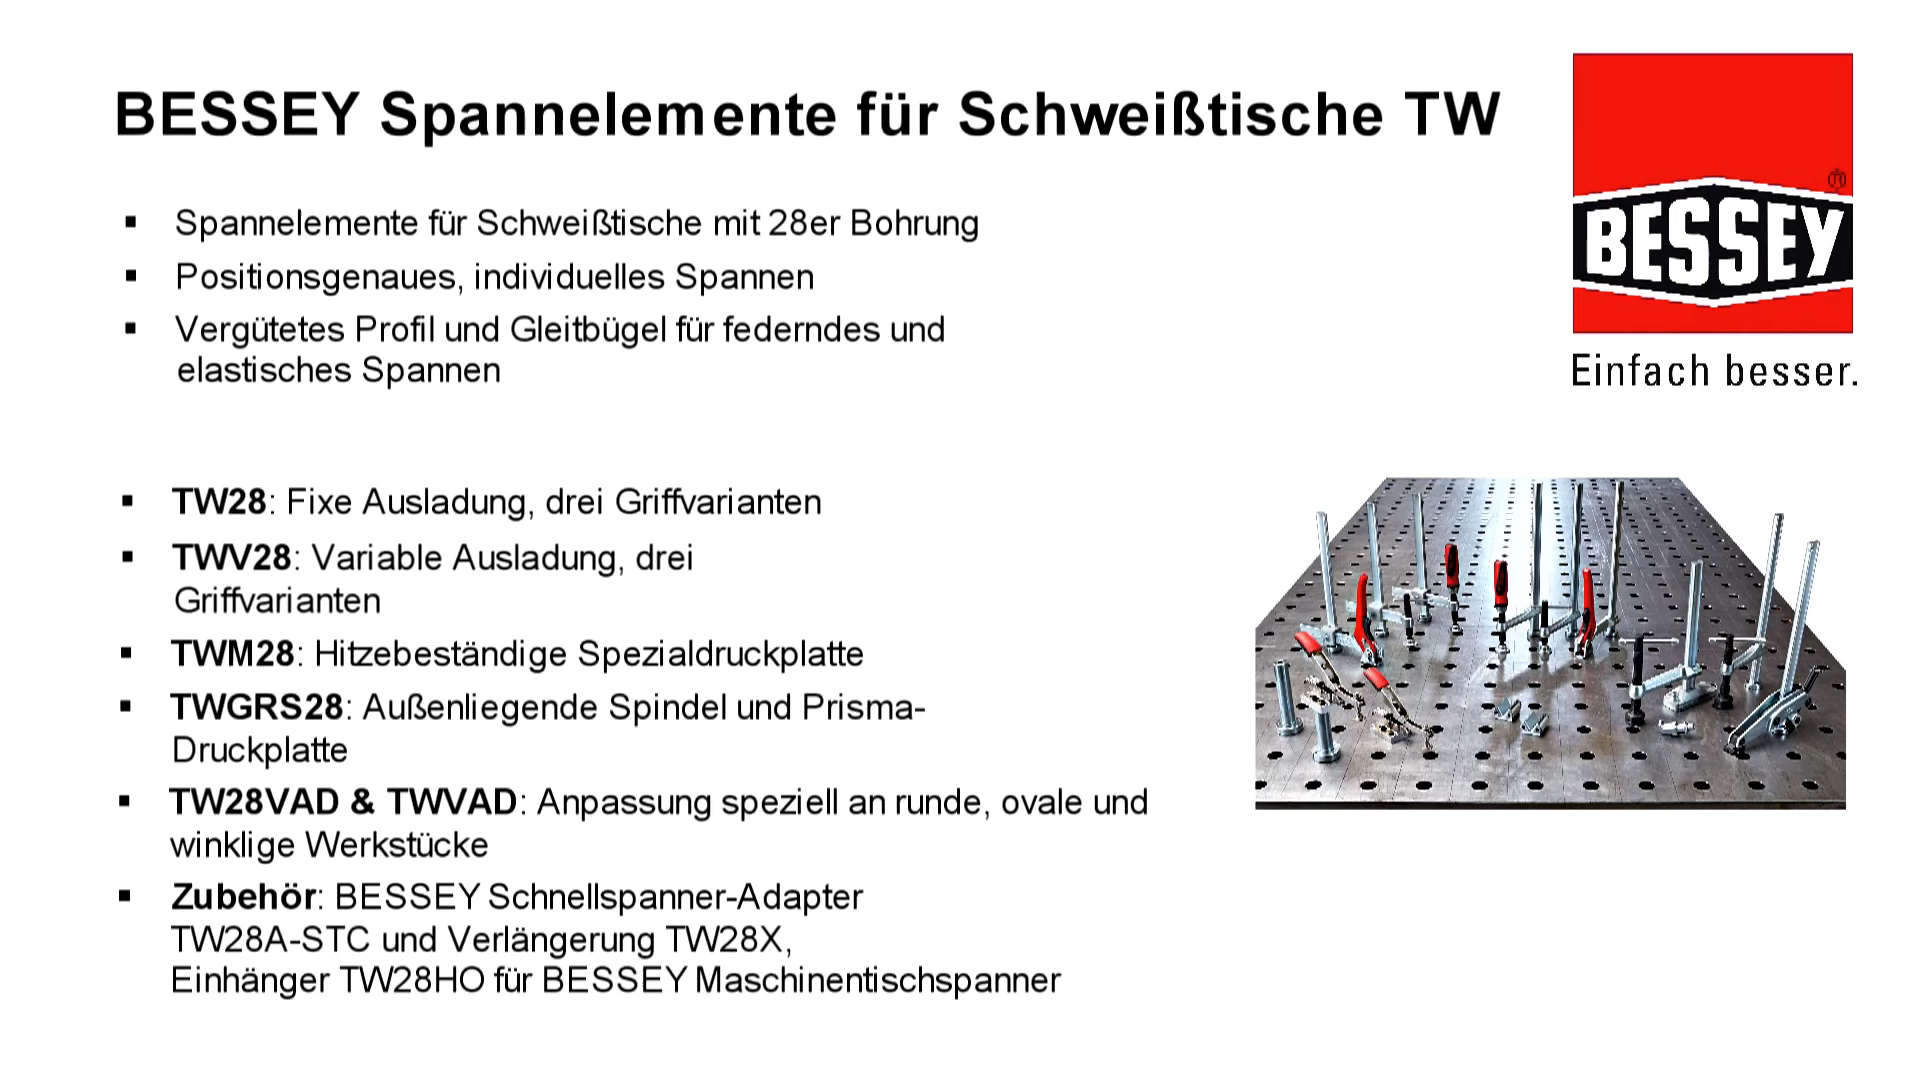 BESSEY Spannelemente für Schweißtische TW
▪ Spannelemente für Schweißtische mit 28er Bohrung
▪ Positionsgenaues, individuelles Spannen
▪ Vergütetes Profil und Gleitbügel für federndes und
elastisches Spannen
BESSEY ®
Einfach besser.
▪ TW28: Fixe Ausladung, drei Griffvarianten
▪ TWV28: Variable Ausladung, drei
Griffvarianten
▪ TWM28: Hitzebeständige Spezialdruckplatte
▪ TWGRS28: Außenliegende Spindel und Prisma-
Druckplatte
▪ TW28VAD & TWVAD: Anpassung speziell an runde, ovale und
winklige Werkstücke
▪ Zubehör: BESSEY Schnellspanner-Adapter
TW28A-STC und Verlängerung TW28X,
Einhänger TW28HO für BESSEY Maschinentischspanner